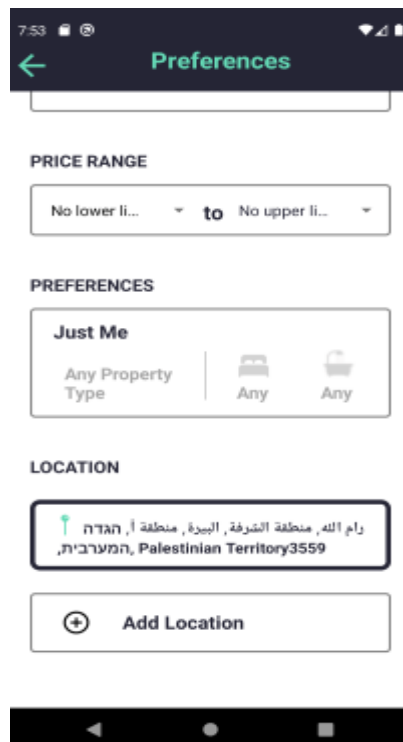 7:53
Preferences
PRICE RANGE
No lower li... to No upper li...
PREFERENCES
Just Me
Any Property
Type
Any Any
LOCATION
رام الله, منطقة الشرفة, البيرة, منطقة أ, הגדה
המערבית, Palestinian Territory3559,
Add Location